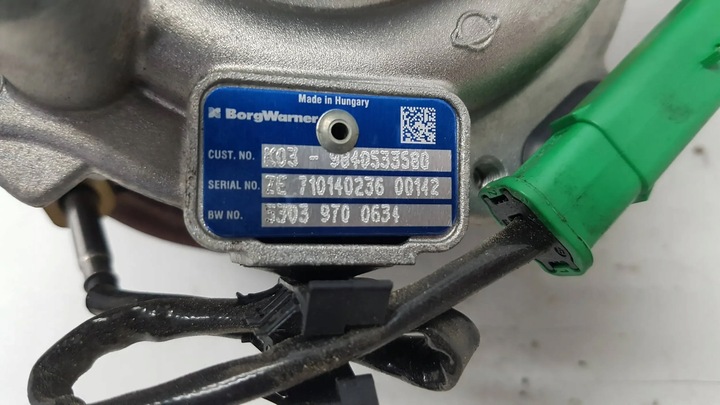 Made in Hungary
BorgWarner
CUST. NO. K03 - 9840533580
SERIAL NO. ZE 710140236 00142
BW NO. 5303 970 0634